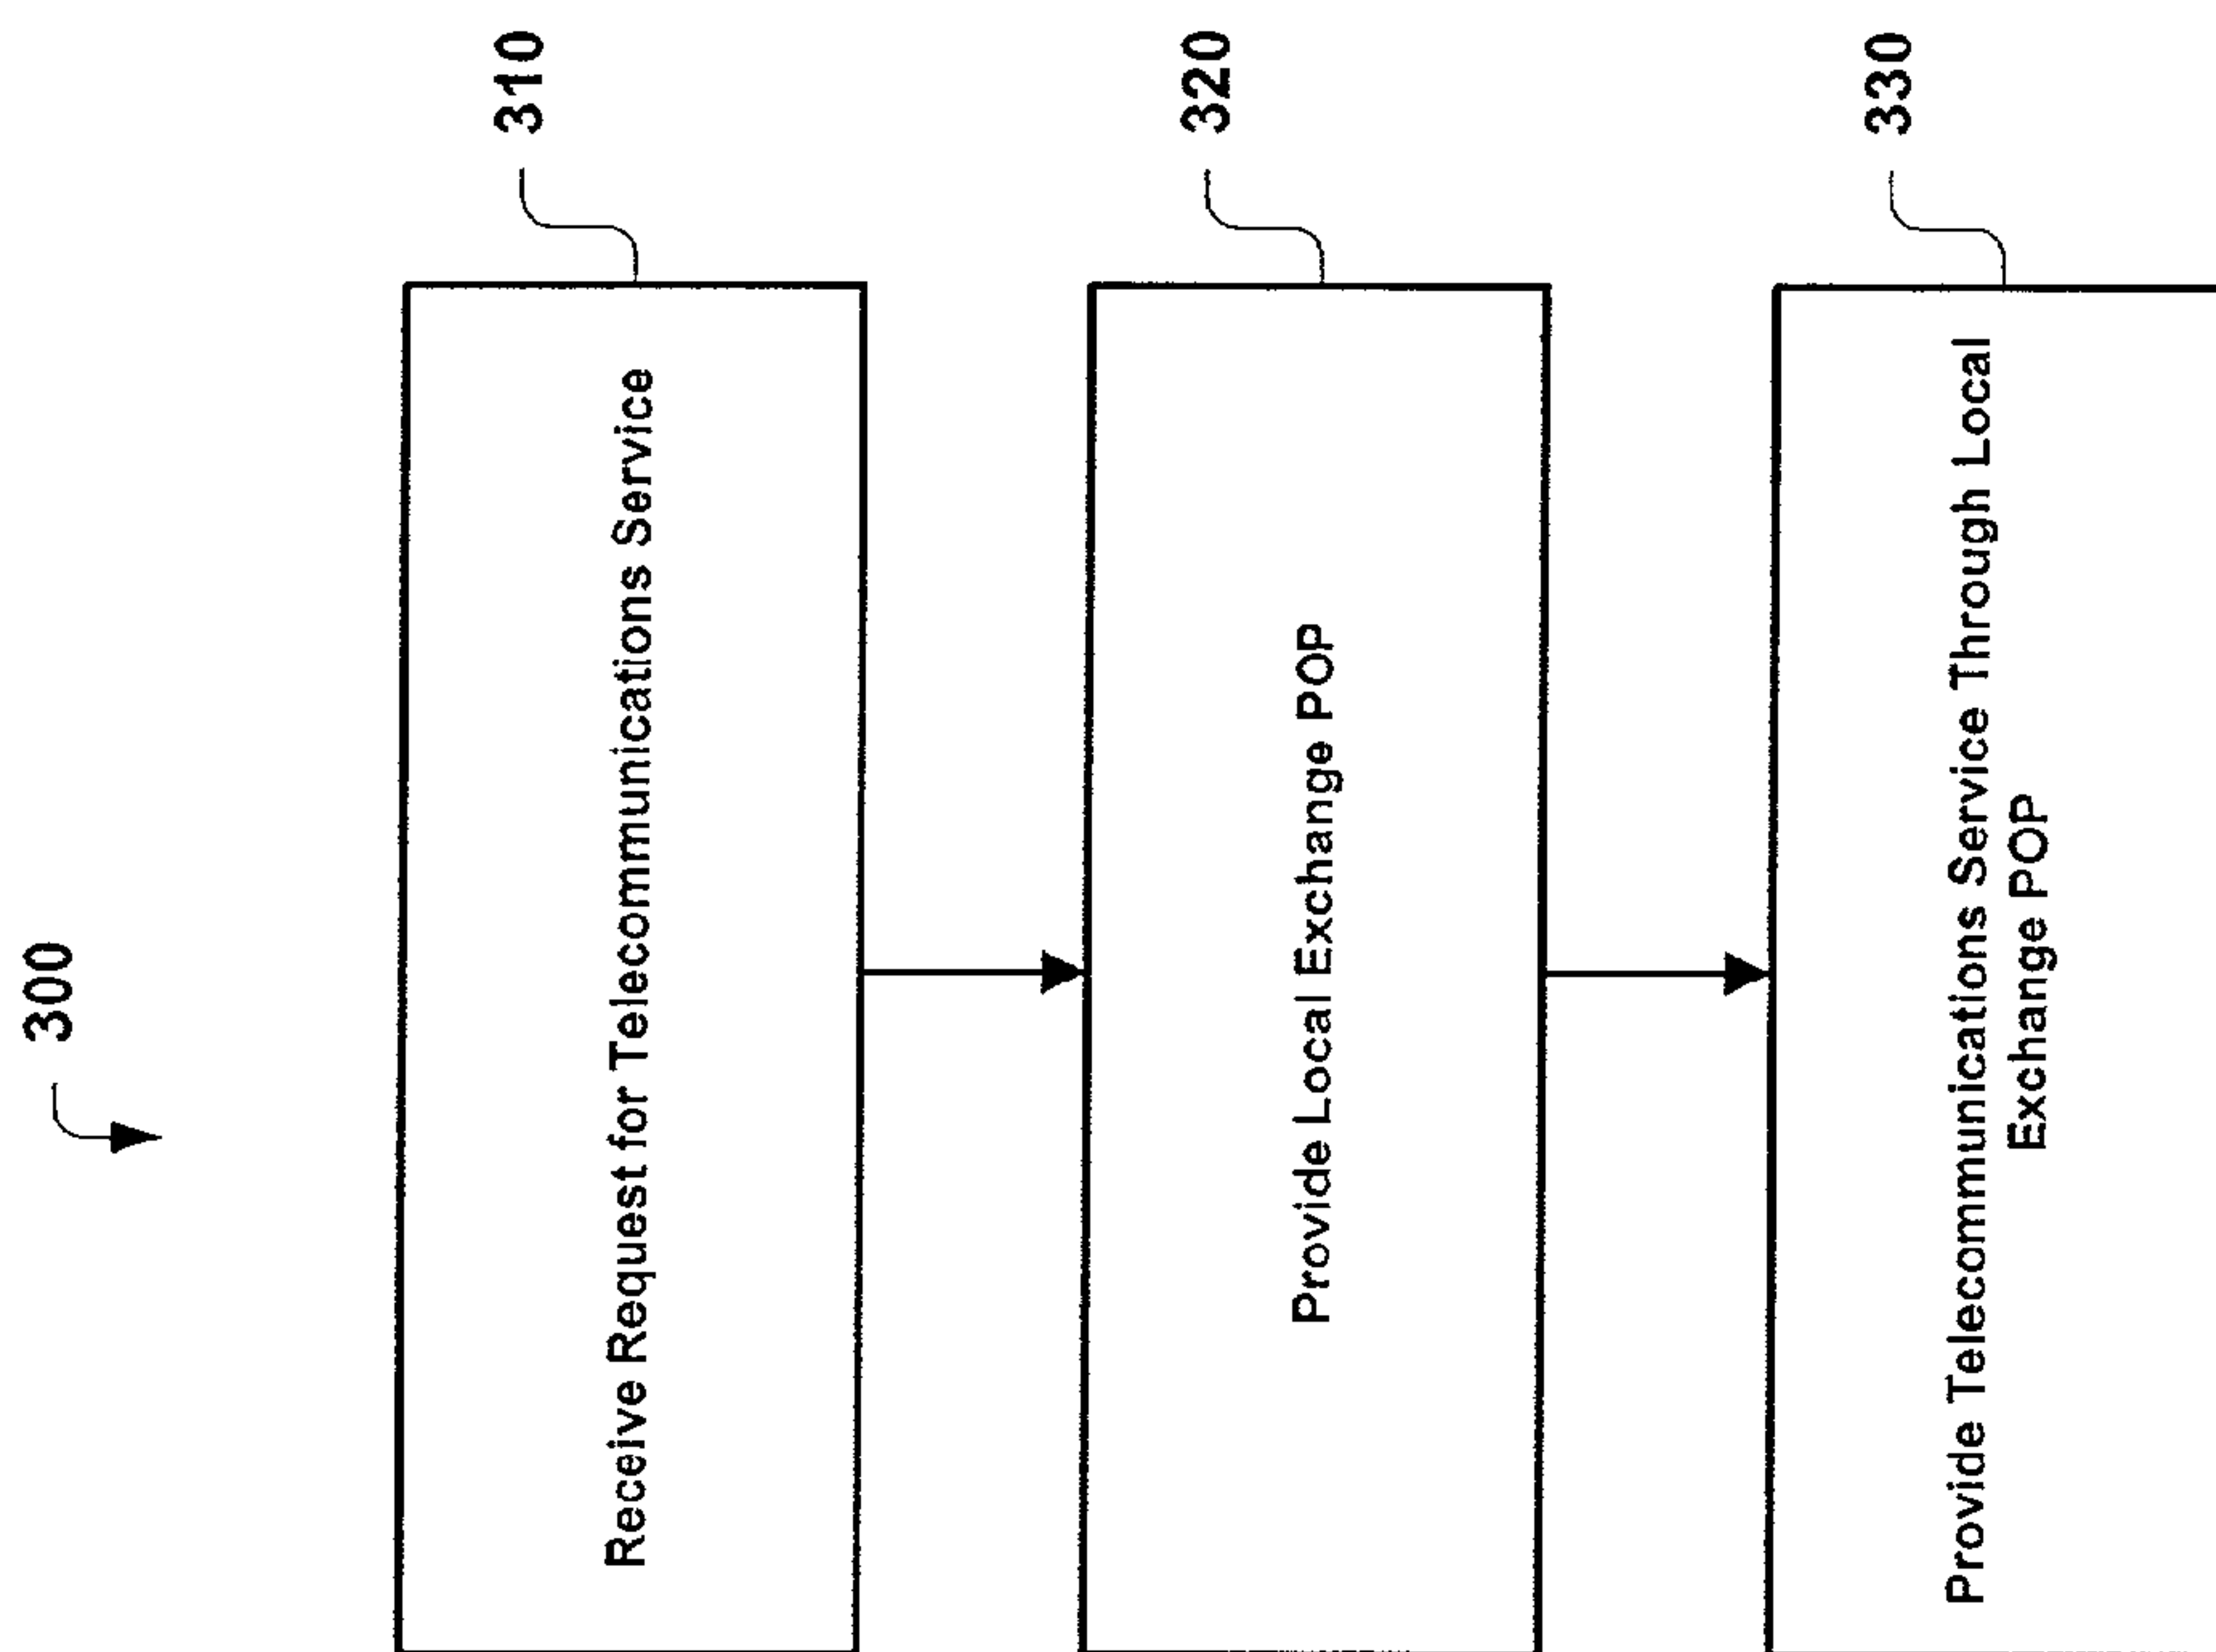 300
310
Receive Request for Telecommunications Service
320
Provide Local Exchange POP
330
Provide Telecommunications Service Through Local
Exchange POP